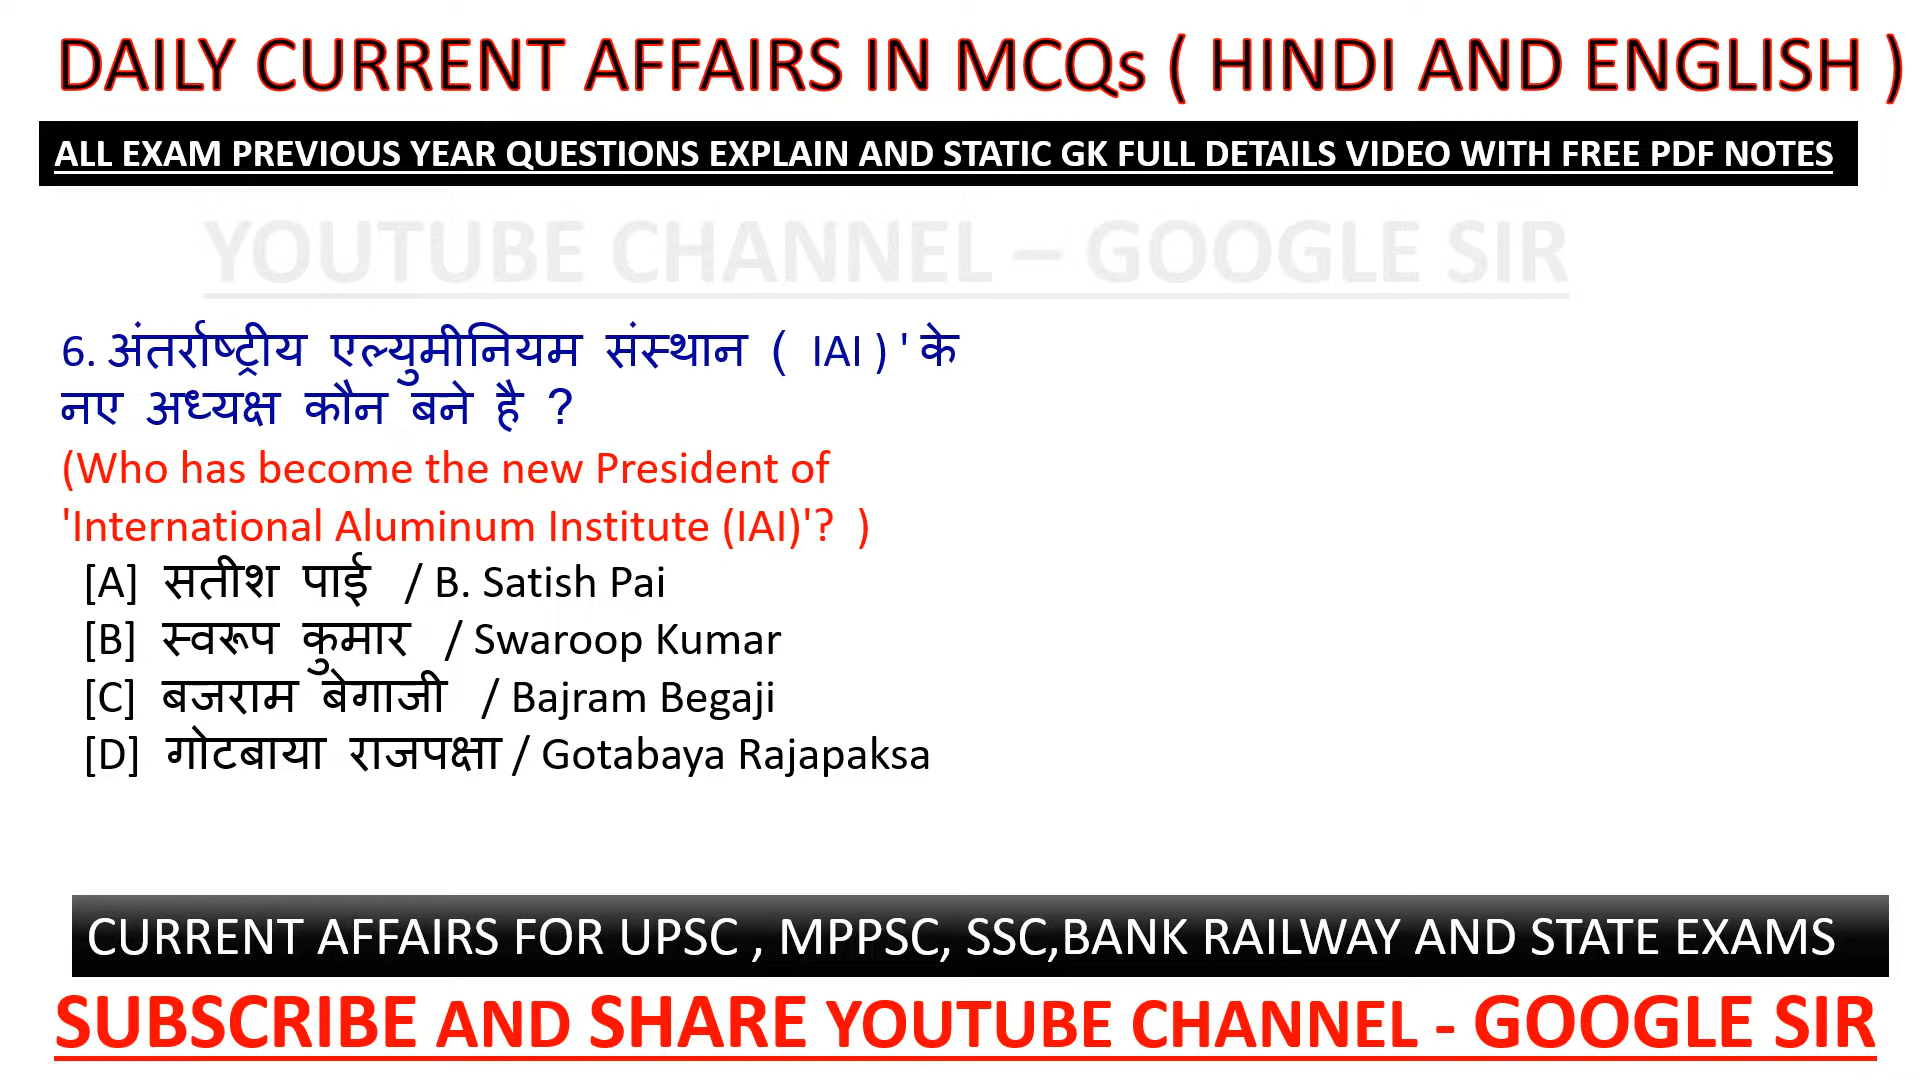 DAILY CURRENT AFFAIRS IN MCQs ( HINDI AND ENGLISH )
ALL EXAM PREVIOUS YEAR QUESTIONS EXPLAIN AND STATIC GK FULL DETAILS VIDEO WITH FREE PDF NOTES
YOUTUBE CHANNEL – GOOGLE SIR
6. अंतर्राष्ट्रीय एल्युमीनियम संस्थान ( IAI ) ' के
नए अध्यक्ष कौन बने है ?
(Who has become the new President of
'International Aluminum Institute (IAI)'? )
[A] सतीश पाई / B. Satish Pai
[B] स्वरूप कुमार / Swaroop Kumar
[C] बजराम बेगाजी / Bajram Begaji
[D] गोटबाया राजपक्षा / Gotabaya Rajapaksa
CURRENT AFFAIRS FOR UPSC , MPPSC, SSC,BANK RAILWAY AND STATE EXAMS
SUBSCRIBE AND SHARE YOUTUBE CHANNEL - GOOGLE SIR